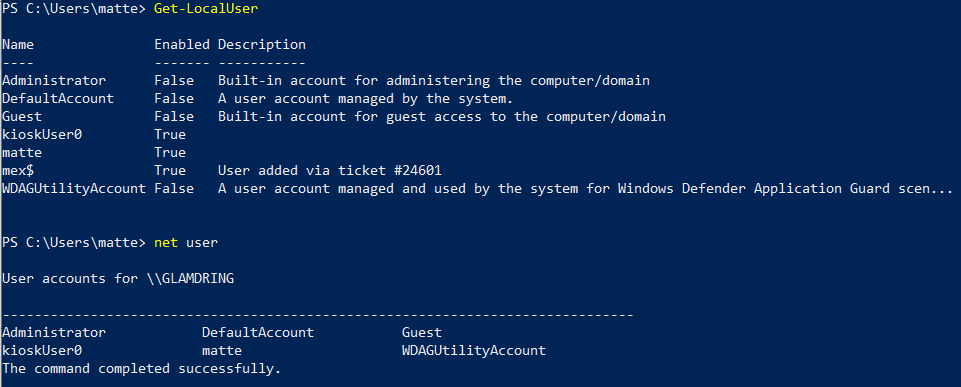 PS C:\Users\matte> Get-LocalUser
Name Enabled Description
---- ------- -----------
Administrator False Built-in account for administering the computer/domain
DefaultAccount False A user account managed by the system.
Guest False Built-in account for guest access to the computer/domain
kioskUser0 True
matte True
mex$ True User added via ticket #24601
WDAGUtilityAccount False A user account managed and used by the system for Windows Defender Application Guard scen...
PS C:\Users\matte> net user
User accounts for \\GLAMDRING
-------------------------------------------------------------------------------
Administrator DefaultAccount Guest
kioskUser0 matte WDAGUtilityAccount
The command completed successfully.